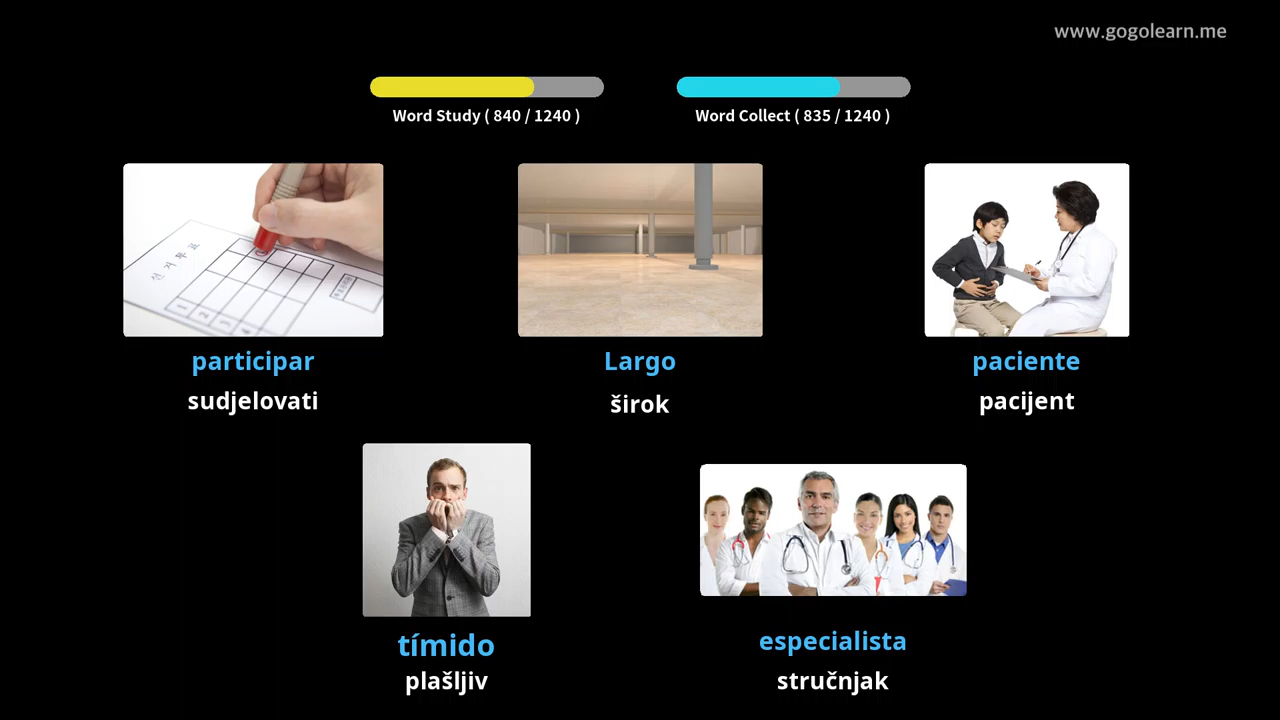 www.gogolearn.me
Word Study ( 840 / 1240 )
Word Collect ( 835 / 1240 )
participar
sudjelovati
Largo
širok
paciente
pacijent
tímido
plašljiv
especialista
stručnjak